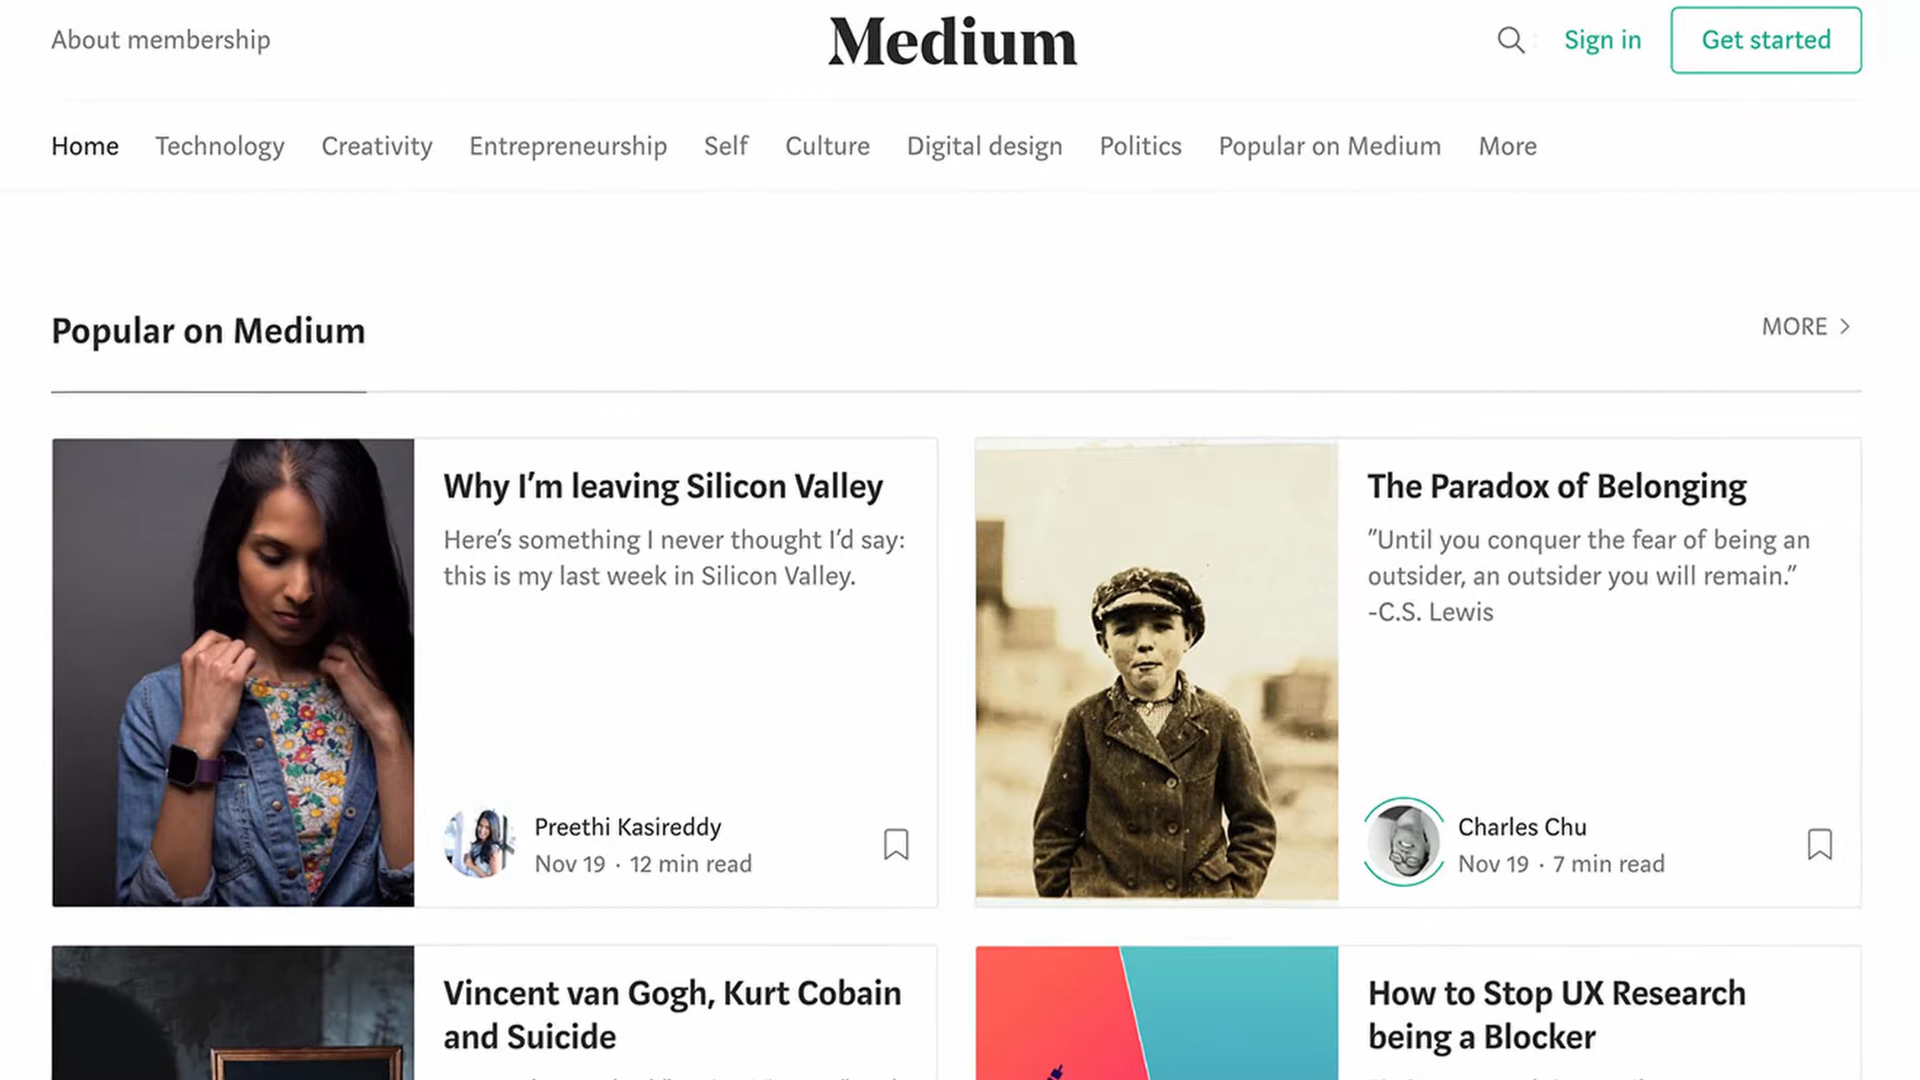 About membership
Medium
Sign in
Get started
Home Technology Creativity Entrepreneurship Self Culture Digital design Politics Popular on Medium More
Popular on Medium
MORE
Why I’m leaving Silicon Valley
Here’s something I never thought I’d say:
this is my last week in Silicon Valley.
Preethi Kasireddy
Nov 19 · 12 min read
The Paradox of Belonging
”Until you conquer the fear of being an
outsider, an outsider you will remain.”
-C.S. Lewis
Charles Chu
Nov 19 · 7 min read
Vincent van Gogh, Kurt Cobain
and Suicide
How to Stop UX Research
being a Blocker